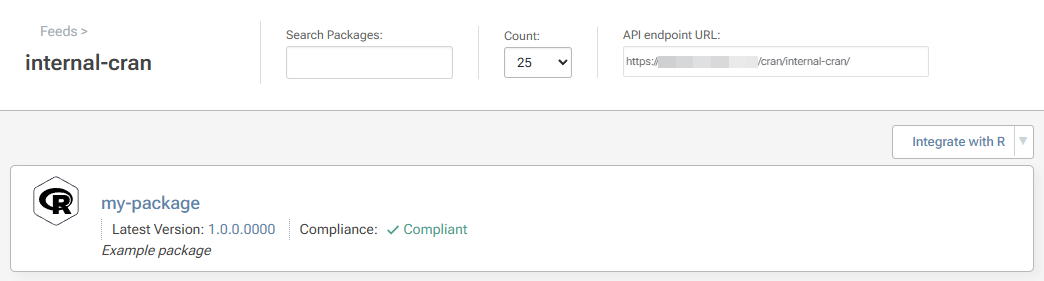 Feeds >
internal-cran
Search Packages:
Count:
25
API endpoint URL:
https:// /cran/internal-cran/
Integrate with R
R
my-package
Latest Version: 1.0.0.0000
Compliance: ✓ Compliant
Example package